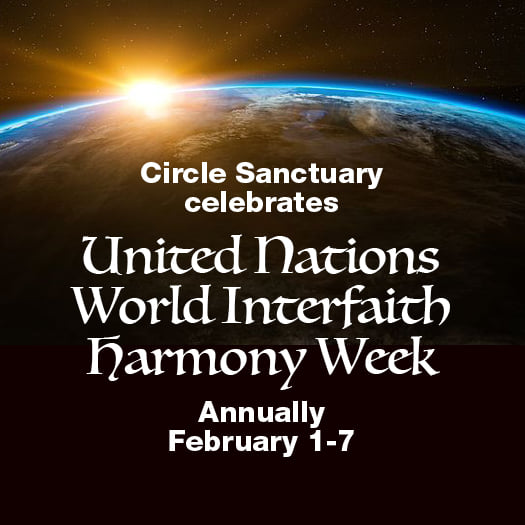 Circle Sanctuary
celebrates
United Nations
World Interfaith
Harmony Week
Annually
February 1-7